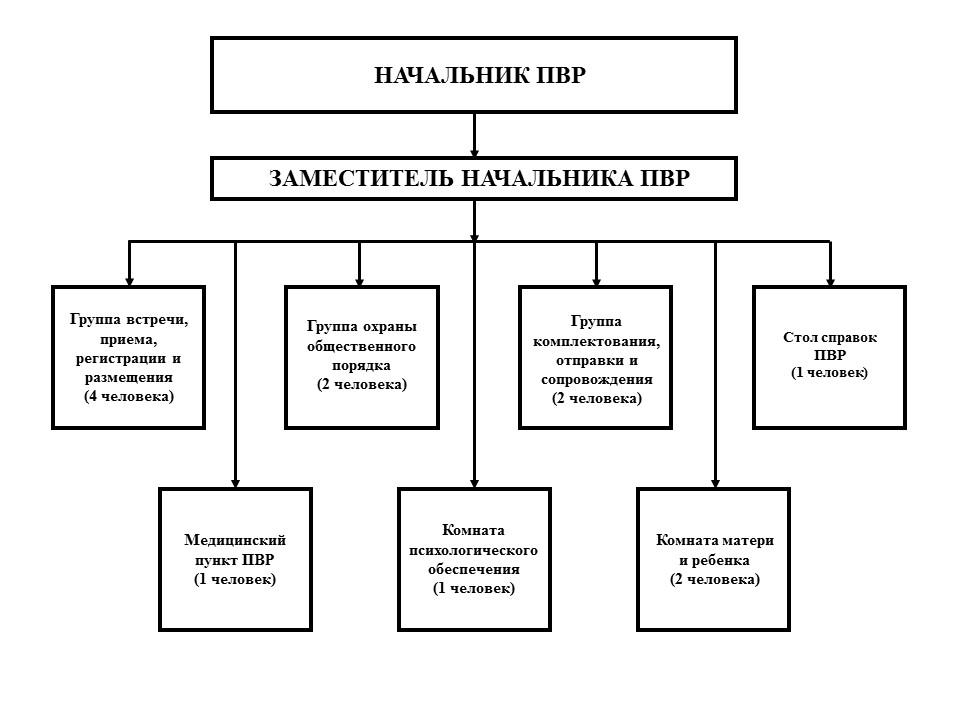 НАЧАЛЬНИК ПВР
ЗАМЕСТИТЕЛЬ НАЧАЛЬНИКА ПВР
Группа встречи,
приема,
регистрации и
размещения
(4 человека)
Группа охраны
общественного
порядка
(2 человека)
Группа
комплектования,
отправки и
сопровождения
(2 человека)
Стол справок
ПВР
(1 человек)
Медицинский
пункт ПВР
(1 человек)
Комната
психологического
обеспечения
(1 человек)
Комната матери
и ребенка
(2 человека)